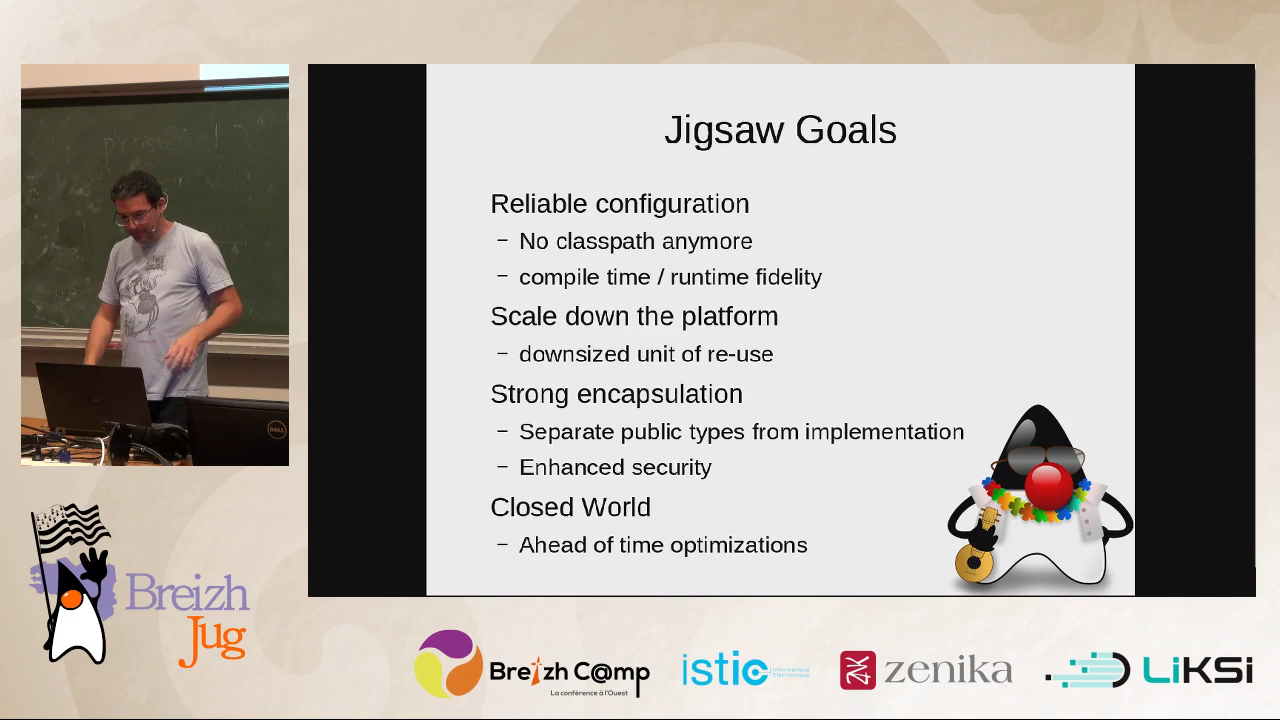 Jigsaw Goals
Reliable configuration
– No classpath anymore
– compile time / runtime fidelity
Scale down the platform
– downsized unit of re-use
Strong encapsulation
– Separate public types from implementation
– Enhanced security
Closed World
– Ahead of time optimizations
DELL
Breizh
Jug
Breizh C@mp
La conférence à l'Ouest
istic Informatique
Électronique
ZNK zenika
LiKSi